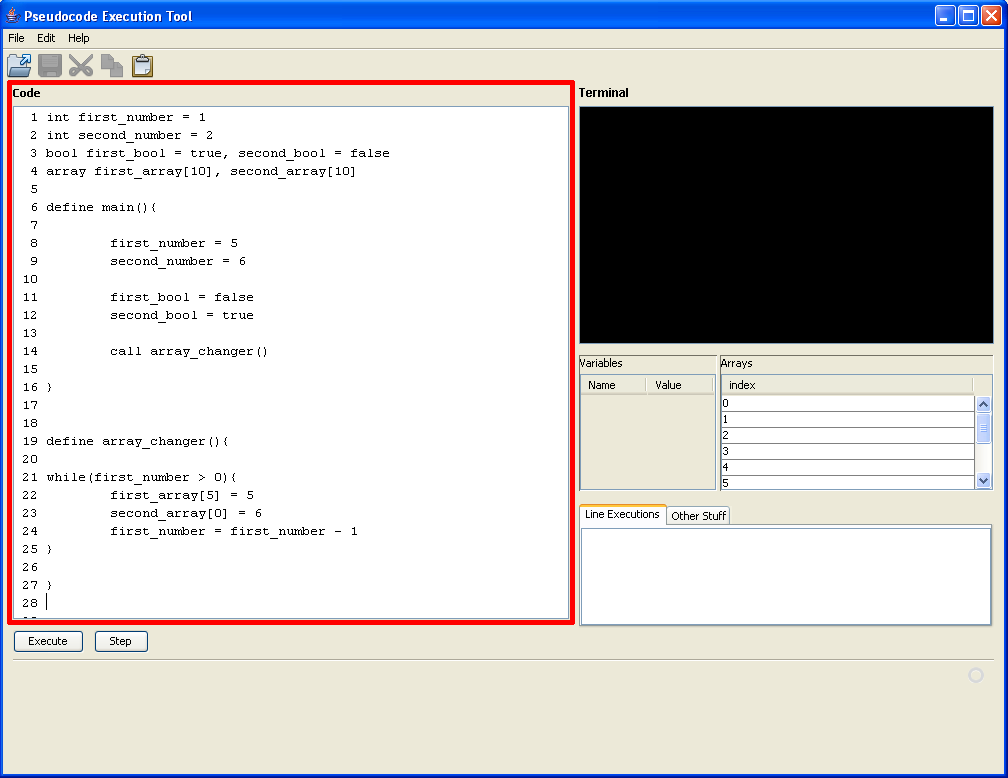 Pseudocode Execution Tool
File Edit Help
Code
1 int first_number = 1
2 int second_number = 2
3 bool first_bool = true, second_bool = false
4 array first_array[10], second_array[10]
5
6 define main(){
7
8 first_number = 5
9 second_number = 6
10
11 first_bool = false
12 second_bool = true
13
14 call array_changer()
15
16 }
17
18
19 define array_changer(){
20
21 while(first_number > 0){
22 first_array[5] = 5
23 second_array[0] = 6
24 first_number = first_number - 1
25 }
26
27 }
28
Execute Step
Terminal
Variables
Name Value
Arrays
index
0
1
2
3
4
5
Line Executions Other Stuff